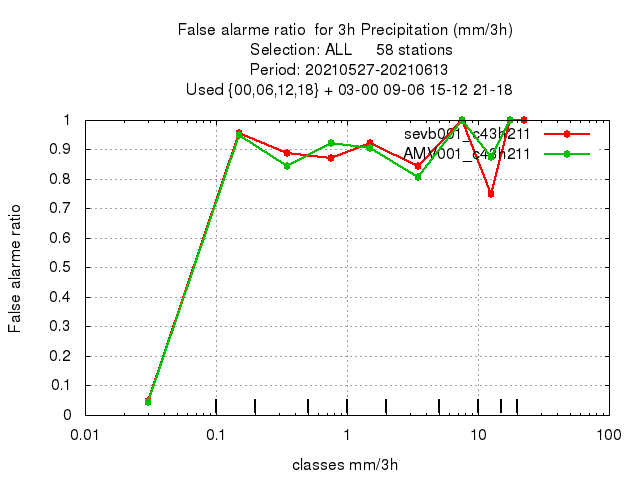 False alarme ratio  for 3h Precipitation (mm/3h)
Selection: ALL     58 stations
Period: 20210527-20210613
Used {00,06,12,18} + 03-00 09-06 15-12 21-18
sevb001_c43h211
AMV001_c43h211
False alarme ratio
1
0.9
0.8
0.7
0.6
0.5
0.4
0.3
0.2
0.1
0
0.01
0.1
1
10
100
classes mm/3h